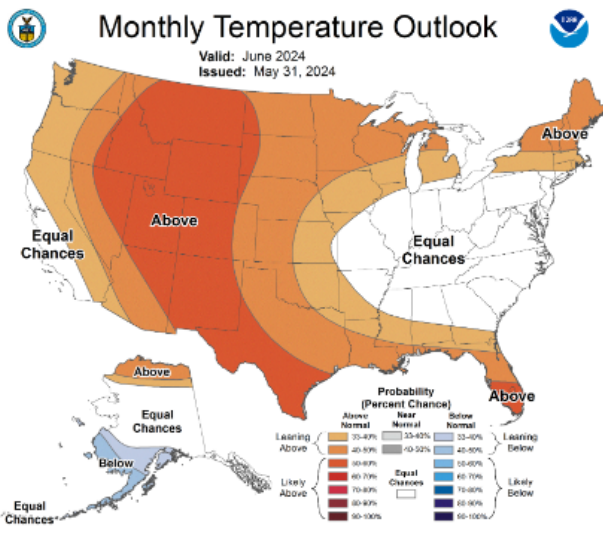 Monthly Temperature Outlook
Valid: June 2024
Issued: May 31, 2024
NOAA
Above
Above
Equal
Chances
Equal
Chances
Above
Above
Equal
Chances
Below
Equal
Chances
Probability
(Percent Chance)
Above
Normal
Near
Normal
Below
Normal
Leaning
Above
33-40%
40-50%
Likely
Above
50-60%
60-70%
70-80%
80-90%
90-100%
33-40%
40-50%
Equal
Chances
33-40%
40-50%
Leaning
Below
50-60%
60-70%
70-80%
80-90%
90-100%
Likely
Below